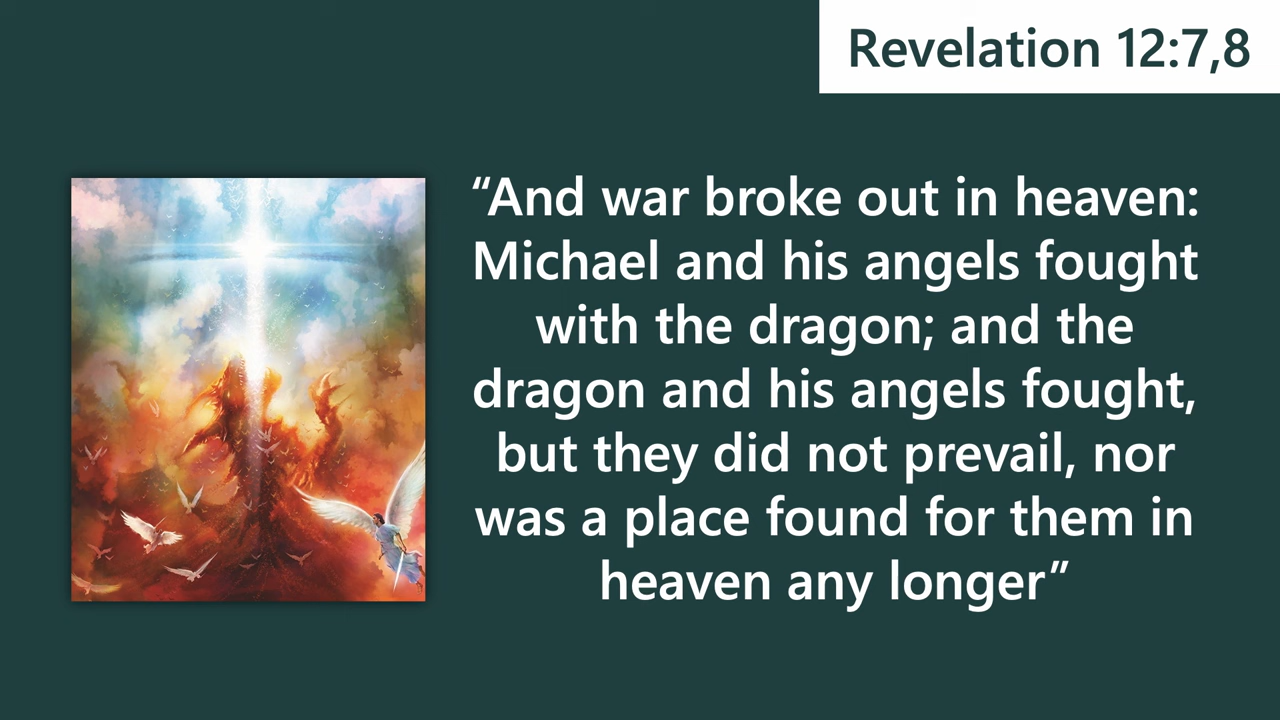 Revelation 12:7,8
“And war broke out in heaven:
Michael and his angels fought
with the dragon; and the
dragon and his angels fought,
but they did not prevail, nor
was a place found for them in
heaven any longer”